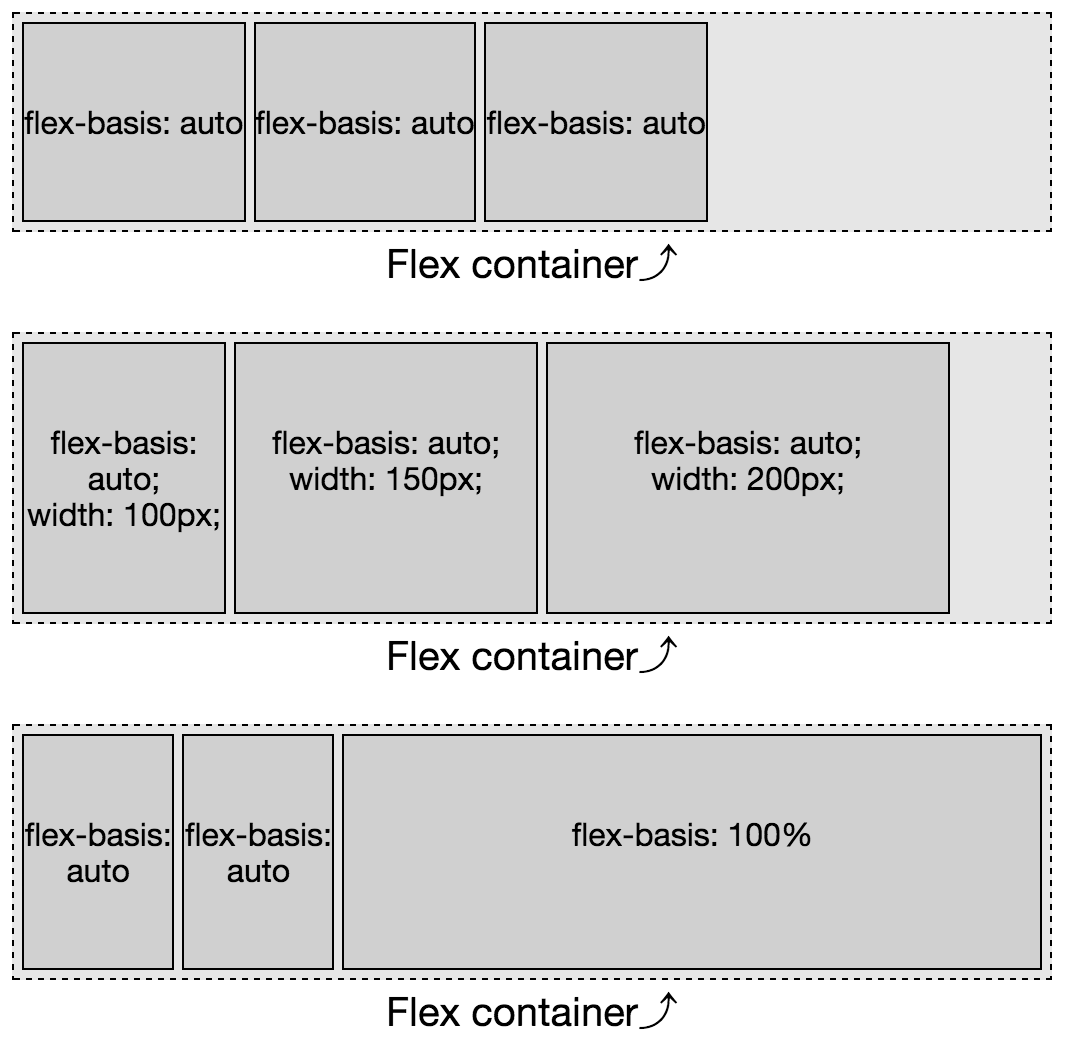 flex-basis: auto
flex-basis: auto
flex-basis: auto
Flex container
flex-basis:
auto;
width: 100px;
flex-basis: auto;
width: 150px;
flex-basis: auto;
width: 200px;
Flex container
flex-basis:
auto
flex-basis:
auto
flex-basis: 100%
Flex container